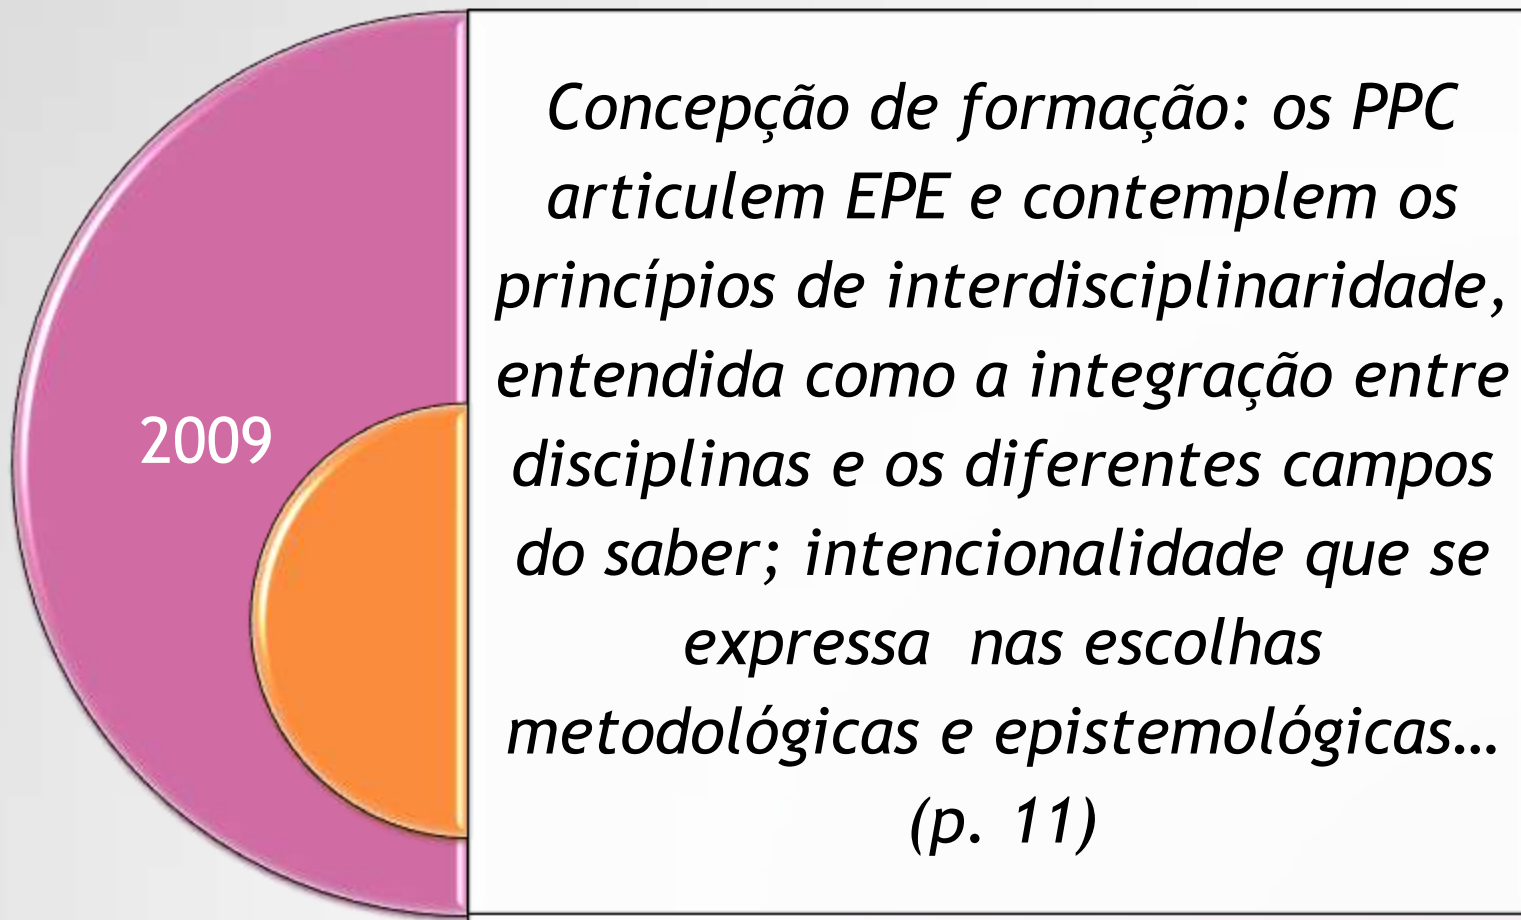 2009
Concepção de formação: os PPC
articulem EPE e contemplem os
princípios de interdisciplinaridade,
entendida como a integração entre
disciplinas e os diferentes campos
do saber; intencionalidade que se
expressa  nas escolhas
metodológicas e epistemológicas…
(p. 11)